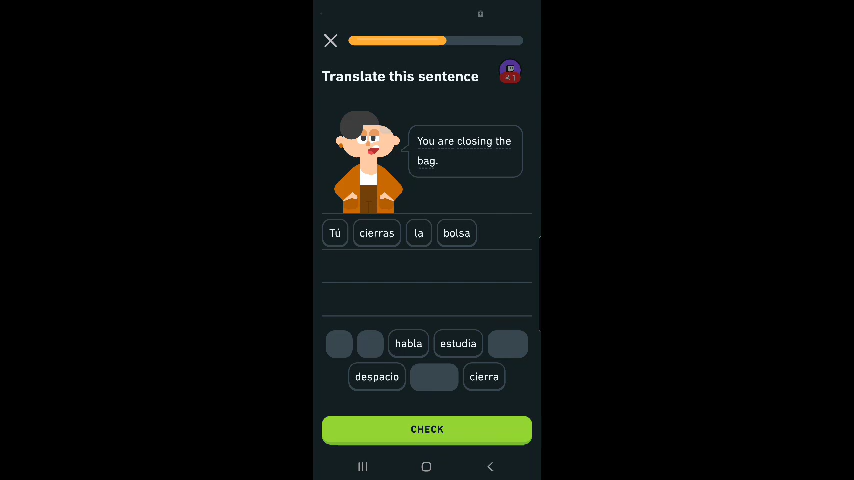 Translate this sentence
You are closing the
bag.
Tú cierras la bolsa
habla estudia
despacio cierra
CHECK